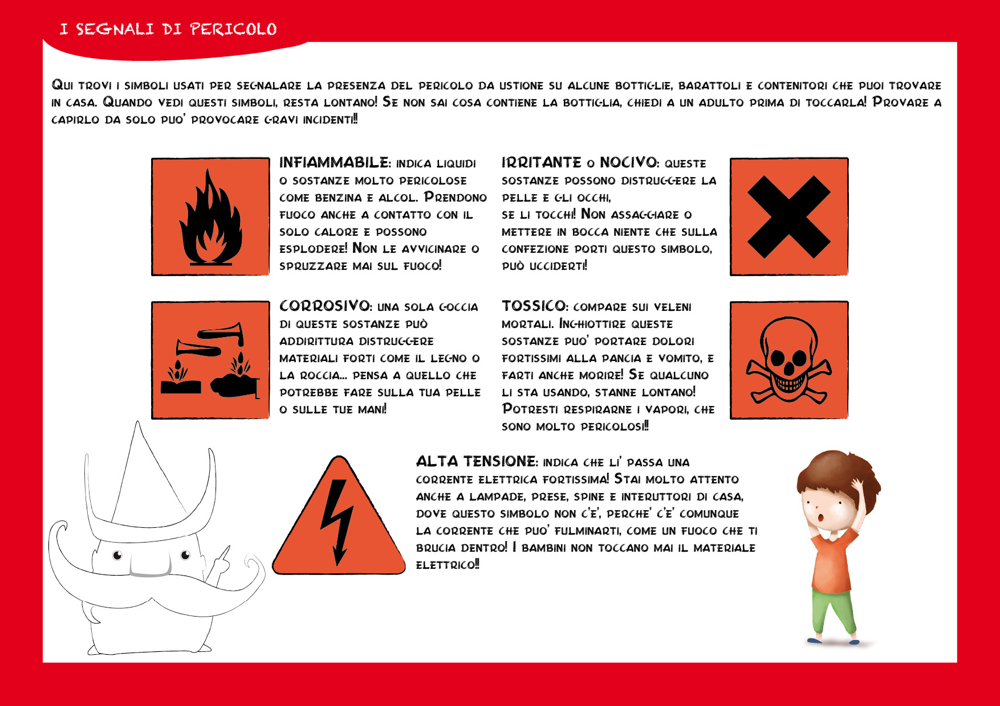 I SEGNALI DI PERICOLO
QUI TROVI I SIMBOLI USATI PER SEGNALARE LA PRESENZA DEL PERICOLO DA USTIONE SU ALCUNE BOTTIGLIE, BARATTOLI E CONTENITORI CHE PUOI TROVARE
IN CASA. QUANDO VEDI QUESTI SIMBOLI, RESTA LONTANO! SE NON SAI COSA CONTIENE LA BOTTIGLIA, CHIEDI A UN ADULTO PRIMA DI TOCCARLA! PROVARE A
CAPIRLO DA SOLO PUO' PROVOCARE GRAVI INCIDENTI!!
INFIAMMABILE: INDICA LIQUIDI
O SOSTANZE MOLTO PERICOLOSE
COME BENZINA E ALCOL. PRENDONO
FUOCO ANCHE A CONTATTO CON IL
SOLO CALORE E POSSONO
ESPLODERE! NON LE AVVICINARE O
SPRUZZARE MAI SUL FUOCO!
IRRITANTE O NOCIVO: QUESTE
SOSTANZE POSSONO DISTRUGGERE LA
PELLE E GLI OCCHI,
SE LI TOCCHI! NON ASSAGGIARE O
METTERE IN BOCCA NIENTE CHE SULLA
CONFEZIONE PORTI QUESTO SIMBOLO,
PUÒ UCCIDERTI!
CORROSIVO: UNA SOLA GOCCIA
DI QUESTE SOSTANZE PUÒ
ADDIRITTURA DISTRUGGERE
MATERIALI FORTI COME IL LEGNO O
LA ROCCIA... PENSA A QUELLO CHE
POTREBBE FARE SULLA TUA PELLE
O SULLE TUE MANI!
TOSSICO: COMPARE SUI VELENI
MORTALI. INGHIOTTIRE QUESTE
SOSTANZE PUO' PORTARE DOLORI
FORTISSIMI ALLA PANCIA E VOMITO, E
FARTI ANCHE MORIRE! SE QUALCUNO
LI STA USANDO, STANNE LONTANO!
POTRESTI RESPIRARNE I VAPORI, CHE
SONO MOLTO PERICOLOSI!!
ALTA TENSIONE: INDICA CHE LI' PASSA UNA
CORRENTE ELETTRICA FORTISSIMA! STAI MOLTO ATTENTO
ANCHE A LAMPADE, PRESE, SPINE E INTERUTTORI DI CASA,
DOVE QUESTO SIMBOLO NON C'E', PERCHE' C'E' COMUNQUE
LA CORRENTE CHE PUO' FULMINARTI, COME UN FUOCO CHE TI
BRUCIA DENTRO! I BAMBINI NON TOCCANO MAI IL MATERIALE
ELETTRICO!!